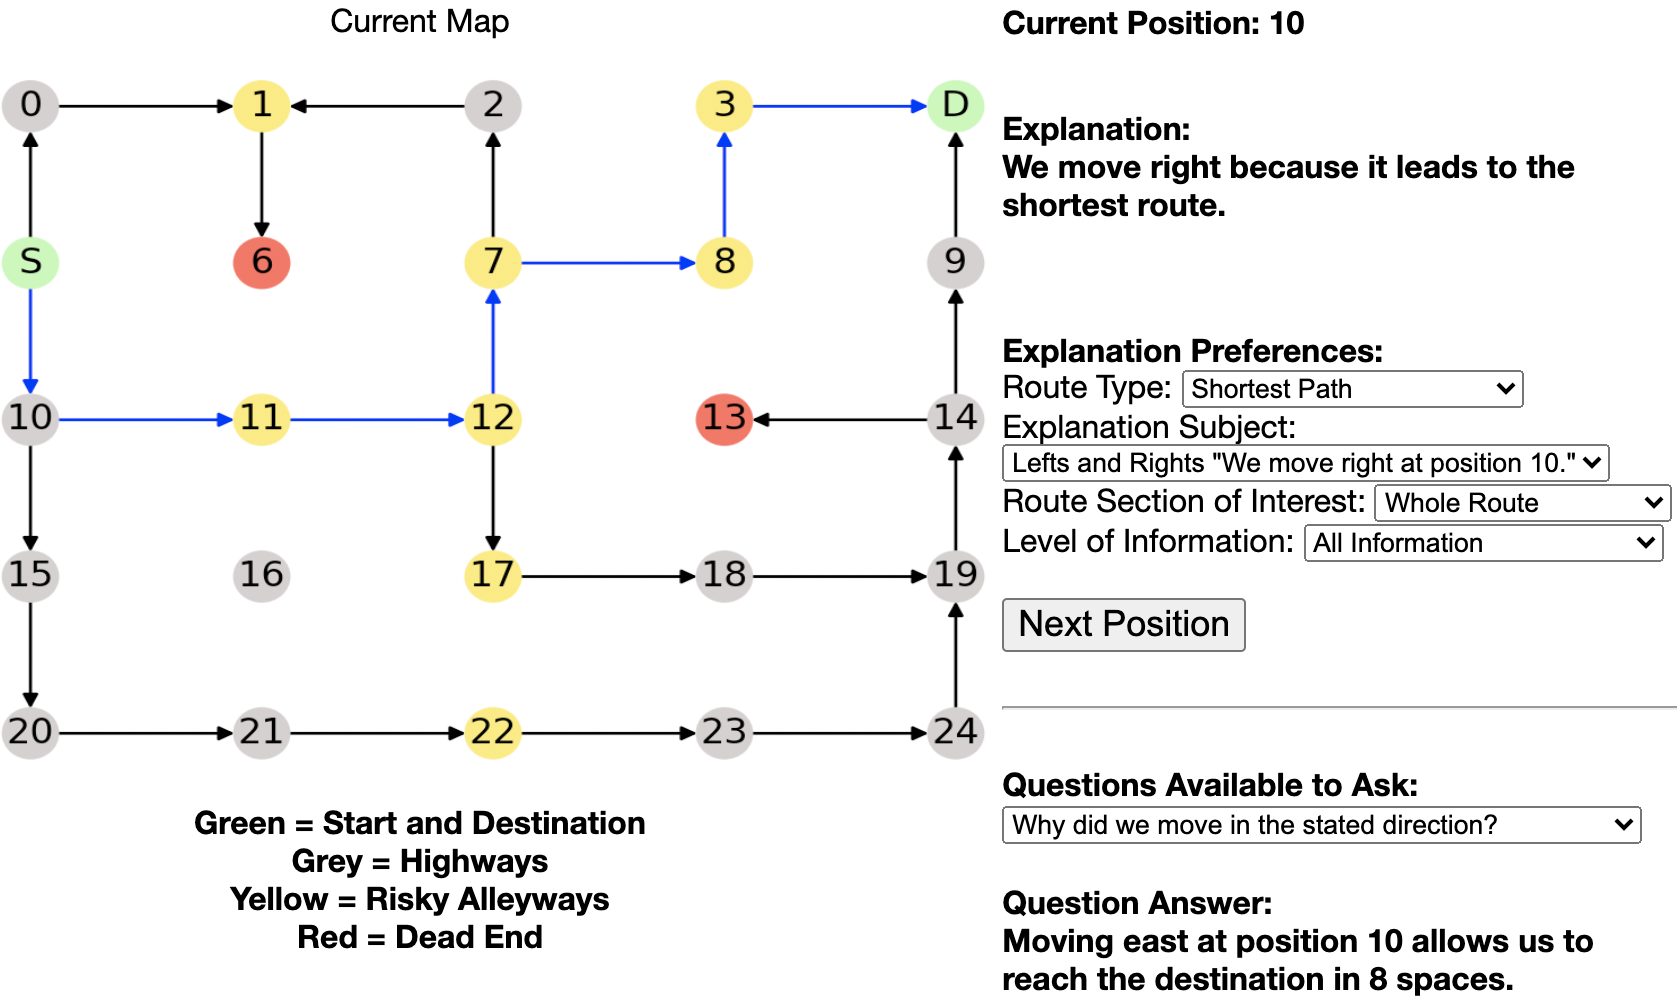 Current Map
0 1 2 3 D
S 6 7 8 9
10 11 12 13 14
15 16 17 18 19
20 21 22 23 24
Green = Start and Destination
Grey = Highways
Yellow = Risky Alleyways
Red = Dead End
Current Position: 10
Explanation:
We move right because it leads to the
shortest route.
Explanation Preferences:
Route Type: Shortest Path
Explanation Subject:
Lefts and Rights "We move right at position 10."
Route Section of Interest: Whole Route
Level of Information: All Information
Next Position
Questions Available to Ask:
Why did we move in the stated direction?
Question Answer:
Moving east at position 10 allows us to
reach the destination in 8 spaces.